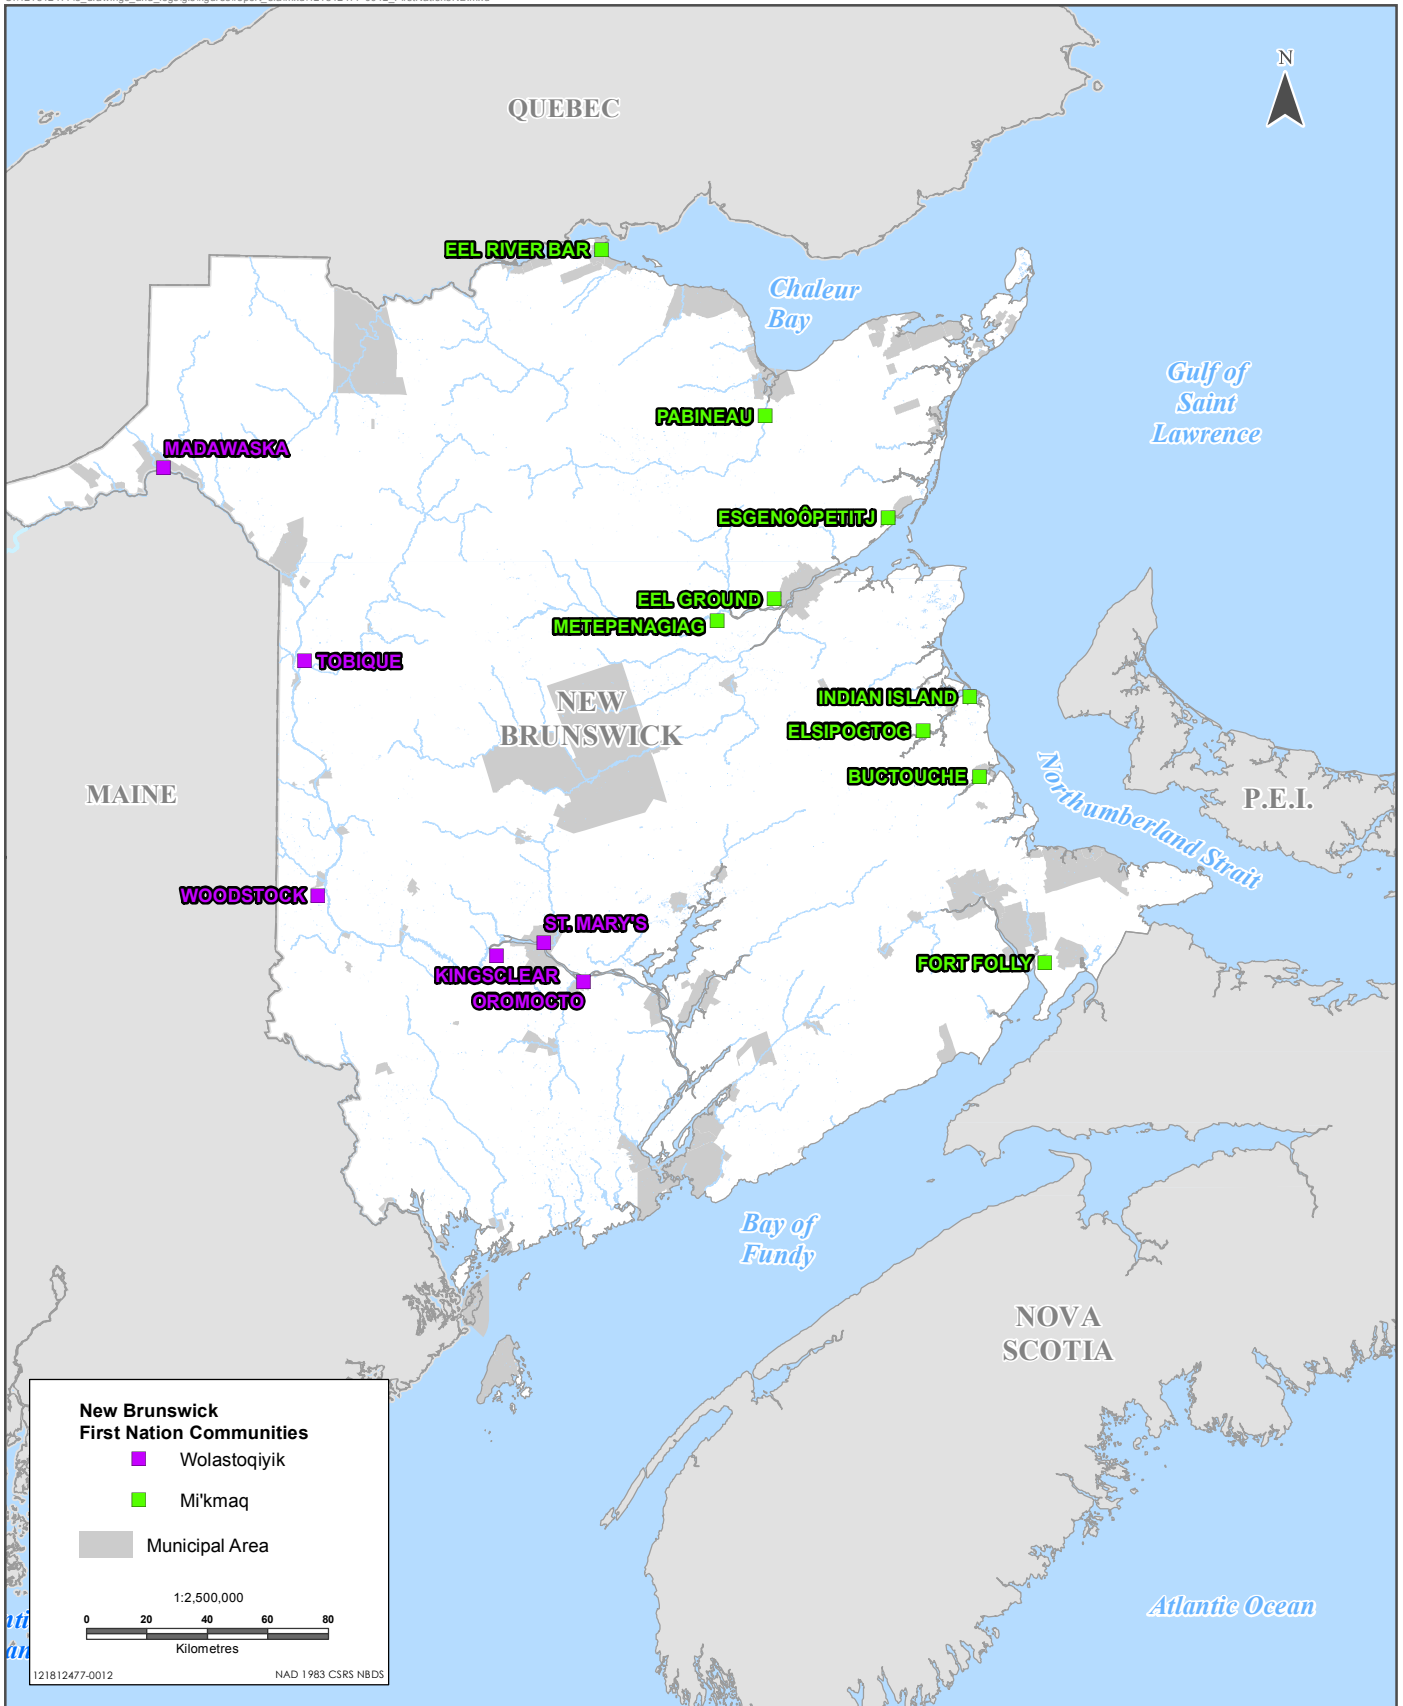 N
QUEBEC
EEL RIVER BAR
Chaleur
Bay
Gulf of
Saint
Lawrence
PABINEAU
MADAWASKA
ESGENOÔPETITJ
EEL GROUND
METEPENAGIAG
TOBIQUE
NEW
BRUNSWICK
INDIAN ISLAND
ELSIPOGTOG
BUCTOUCHE
MAINE
Northumberland Strait
P.E.I.
WOODSTOCK
ST. MARY'S
KINGSCLEAR
OROMOCTO
FORT FOLLY
Bay of
Fundy
NOVA
SCOTIA
Atlantic Ocean
New Brunswick
First Nation Communities
Wolastoqiyik
Mi'kmaq
Municipal Area
1:2,500,000
0 20 40 60 80
Kilometres
121812477-0012 NAD 1983 CSRS NBDS